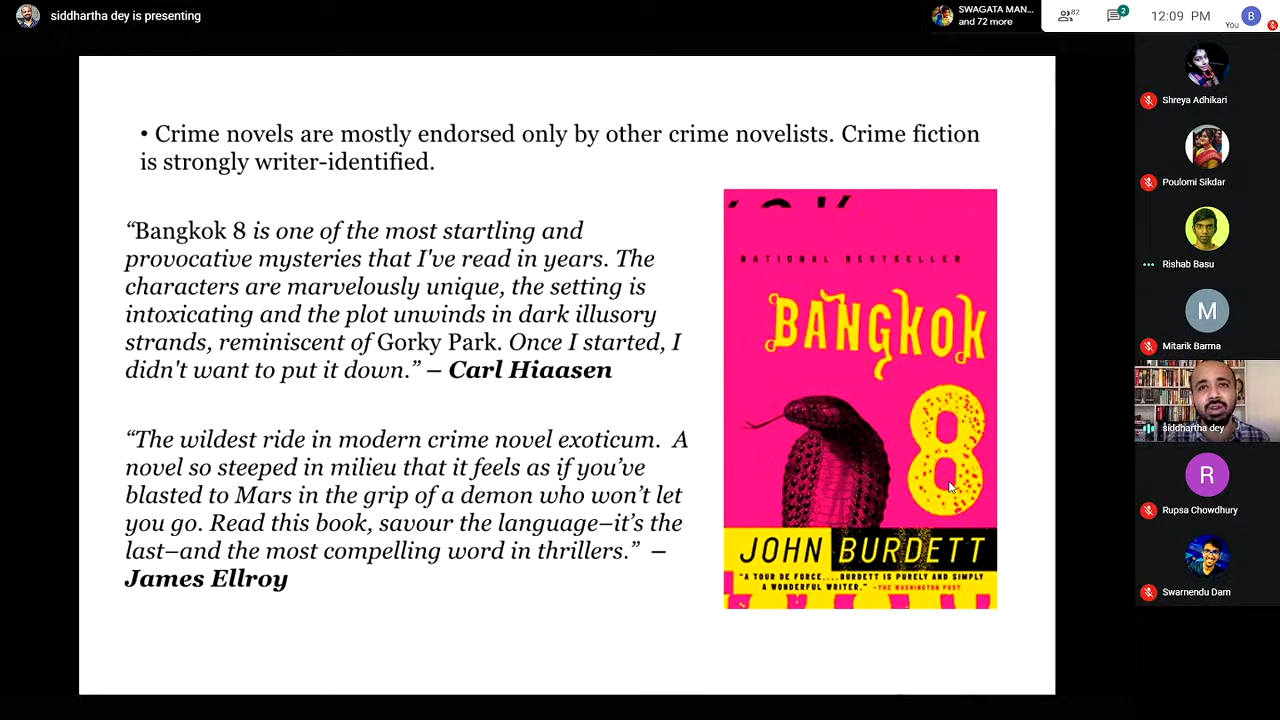 siddhartha dey is presenting
SWAGATA MAN...
and 72 more
82
2
12:09 PM
You
B
• Crime novels are mostly endorsed only by other crime novelists. Crime fiction
is strongly writer-identified.
“Bangkok 8 is one of the most startling and
provocative mysteries that I've read in years. The
characters are marvelously unique, the setting is
intoxicating and the plot unwinds in dark illusory
strands, reminiscent of Gorky Park. Once I started, I
didn't want to put it down.” – Carl Hiaasen
“The wildest ride in modern crime novel exoticum. A
novel so steeped in milieu that it feels as if you’ve
blasted to Mars in the grip of a demon who won’t let
you go. Read this book, savour the language–it’s the
last–and the most compelling word in thrillers.” –
James Ellroy
NATIONAL BESTSELLER
BANGKOK
8
JOHN BURDETT
"A TOUR DE FORCE....BURDETT IS PURELY AND SIMPLY
A WONDERFUL WRITER." —THE WASHINGTON POST
Shreya Adhikari
Poulomi Sikdar
Rishab Basu
M
Mitarik Barma
siddhartha dey
R
Rupsa Chowdhury
Swarnendu Dam